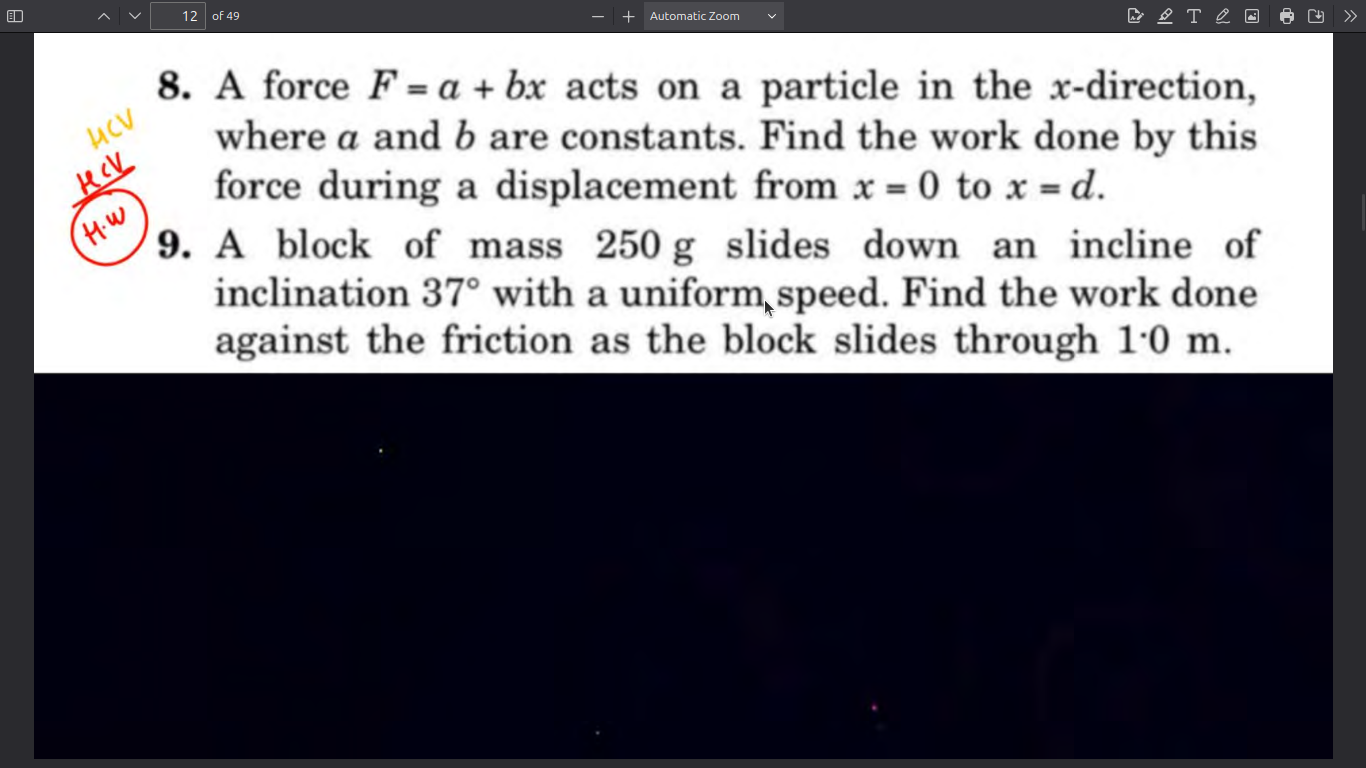 12 of 49 Automatic Zoom
8. A force F = a + bx acts on a particle in the x-direction,
where a and b are constants. Find the work done by this
force during a displacement from x = 0 to x = d.
HCV
HCV
H.W
9. A block of mass 250 g slides down an incline of
inclination 37° with a uniform speed. Find the work done
against the friction as the block slides through 1·0 m.